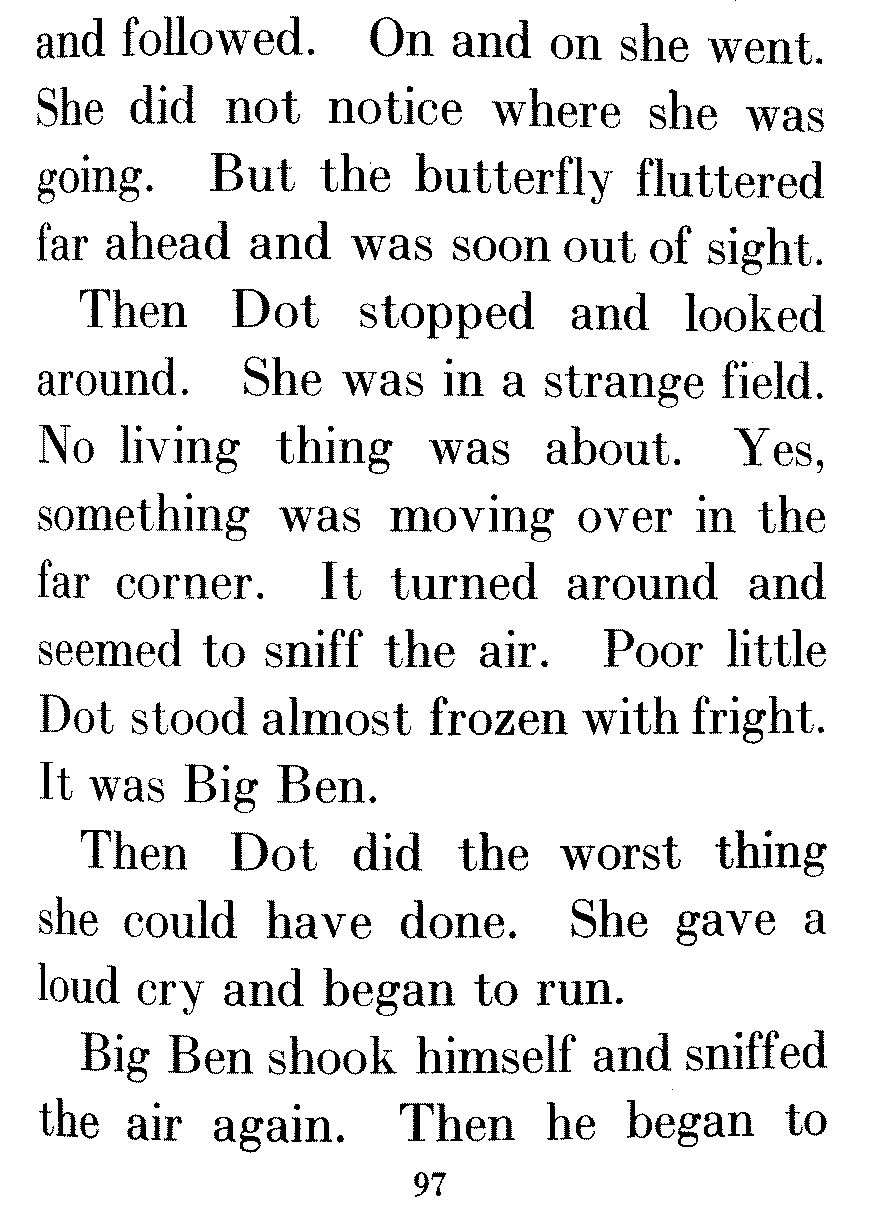 and followed. On and on she went.
She did not notice where she was
going. But the butterfly fluttered
far ahead and was soon out of sight.
Then Dot stopped and looked
around. She was in a strange field.
No living thing was about. Yes,
something was moving over in the
far corner. It turned around and
seemed to sniff the air. Poor little
Dot stood almost frozen with fright.
It was Big Ben.
Then Dot did the worst thing
she could have done. She gave a
loud cry and began to run.
Big Ben shook himself and sniffed
the air again. Then he began to
97